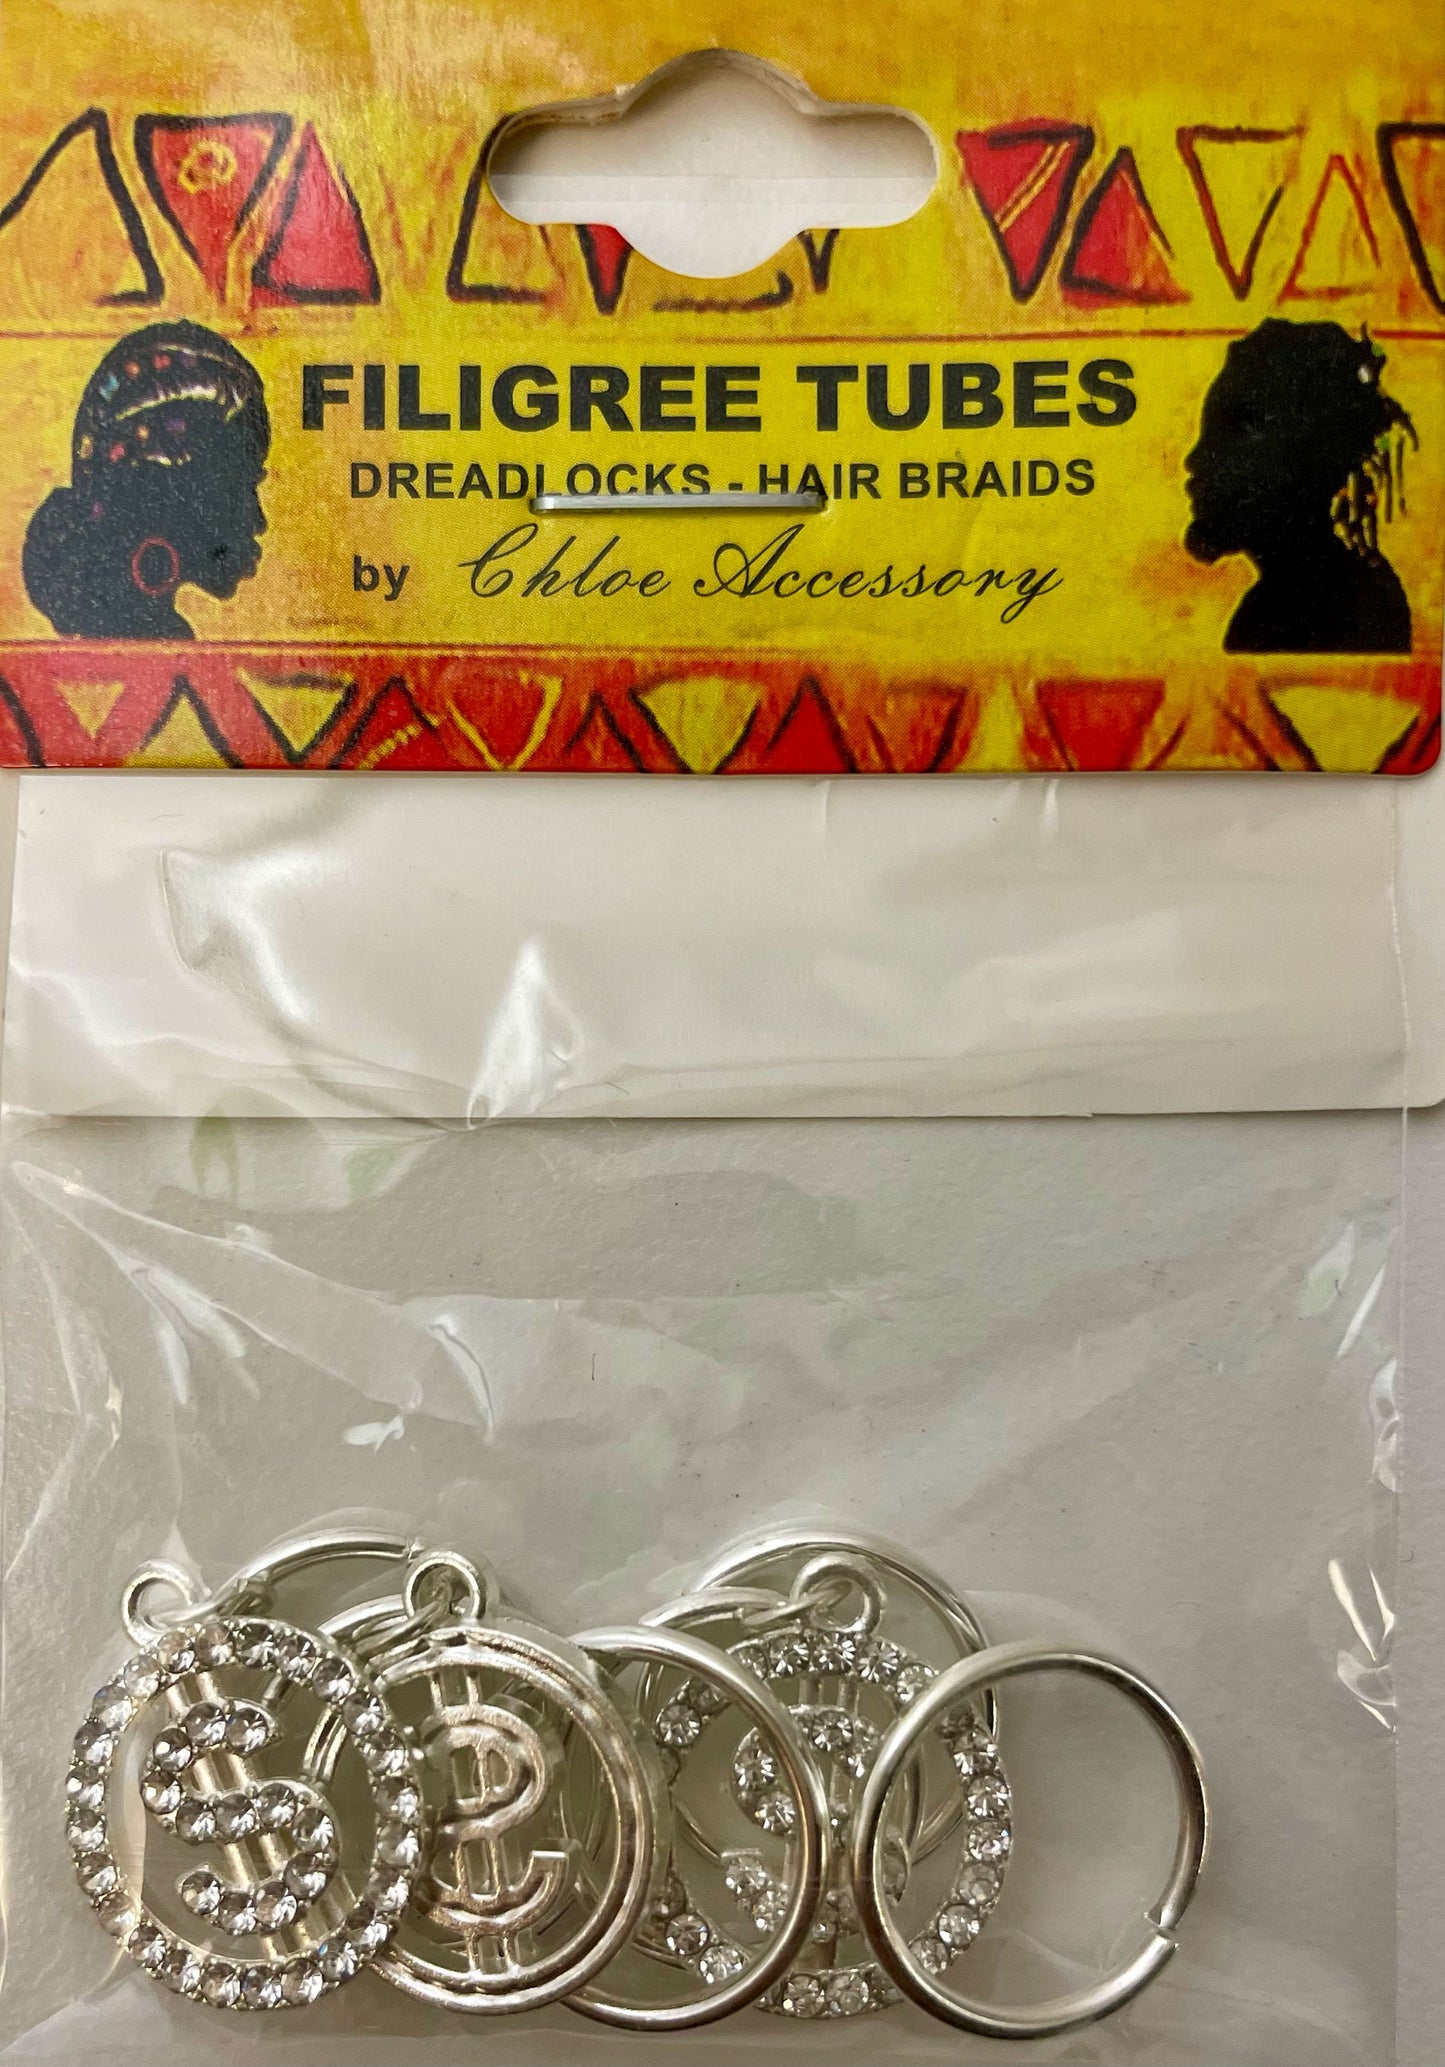 FILIGREE TUBES
DREADLOCKS - HAIR BRAIDS
by Chloe Accessory